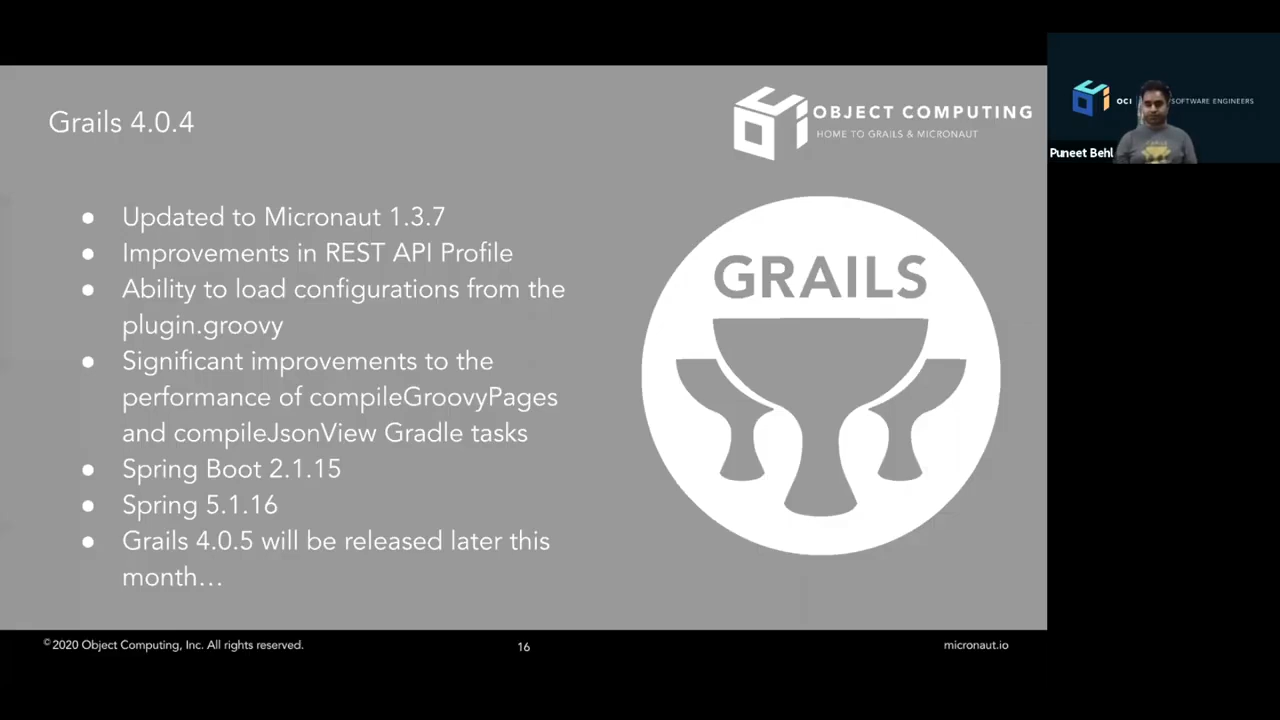 Grails 4.0.4
OBJECT COMPUTING
HOME TO GRAILS & MICRONAUT
● Updated to Micronaut 1.3.7
● Improvements in REST API Profile
● Ability to load configurations from the
plugin.groovy
● Significant improvements to the
performance of compileGroovyPages
and compileJsonView Gradle tasks
● Spring Boot 2.1.15
● Spring 5.1.16
● Grails 4.0.5 will be released later this
month…
GRAILS
© 2020 Object Computing, Inc. All rights reserved.
16
micronaut.io
OCI
SOFTWARE ENGINEERS
Puneet Behl